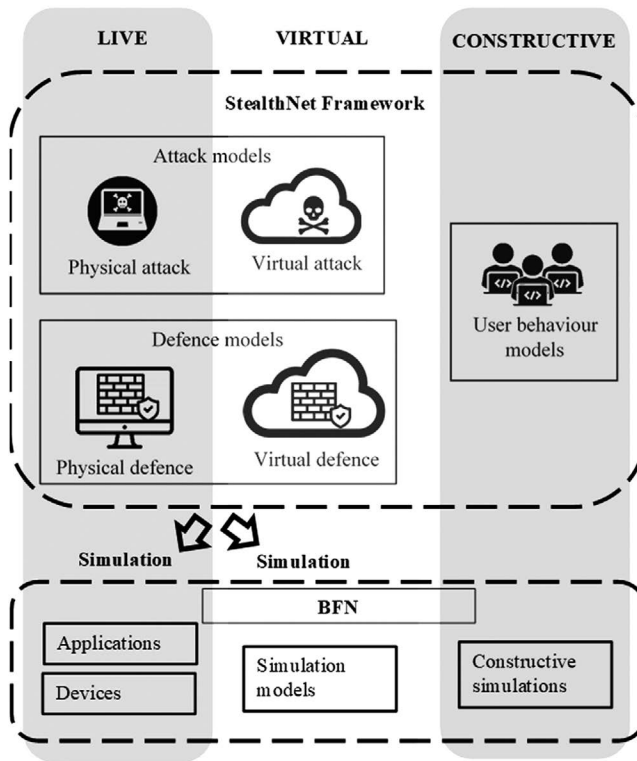 LIVE
VIRTUAL
CONSTRUCTIVE
StealthNet Framework
Attack models
Physical attack
Virtual attack
User behaviour
models
Defence models
Physical defence
Virtual defence
Simulation
Simulation
BFN
Applications
Devices
Simulation
models
Constructive
simulations